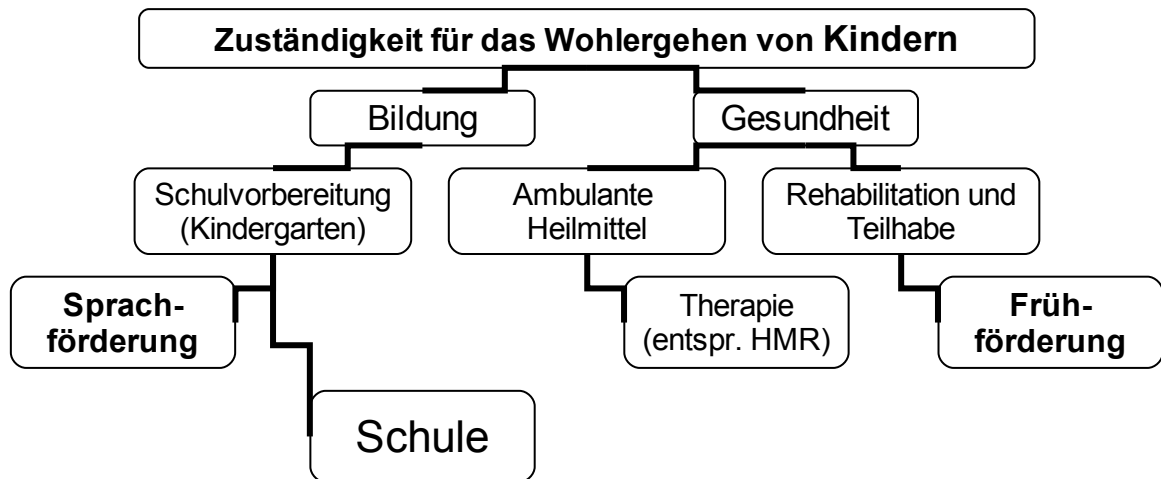 Zuständigkeit für das Wohlergehen von Kindern
Bildung
Gesundheit
Schulvorbereitung
(Kindergarten)
Ambulante
Heilmittel
Rehabilitation und
Teilhabe
Sprach-
förderung
Therapie
(entspr. HMR)
Früh-
förderung
Schule